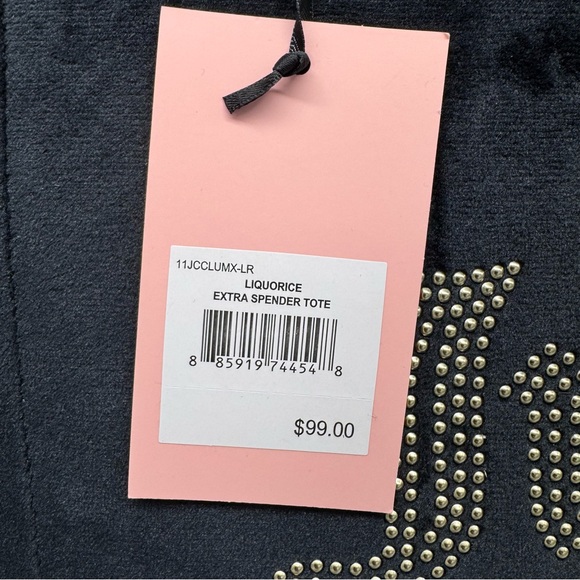 11JCCLUMX-LR
LIQUORICE
EXTRA SPENDER TOTE
8 85919 74454 8
$99.00